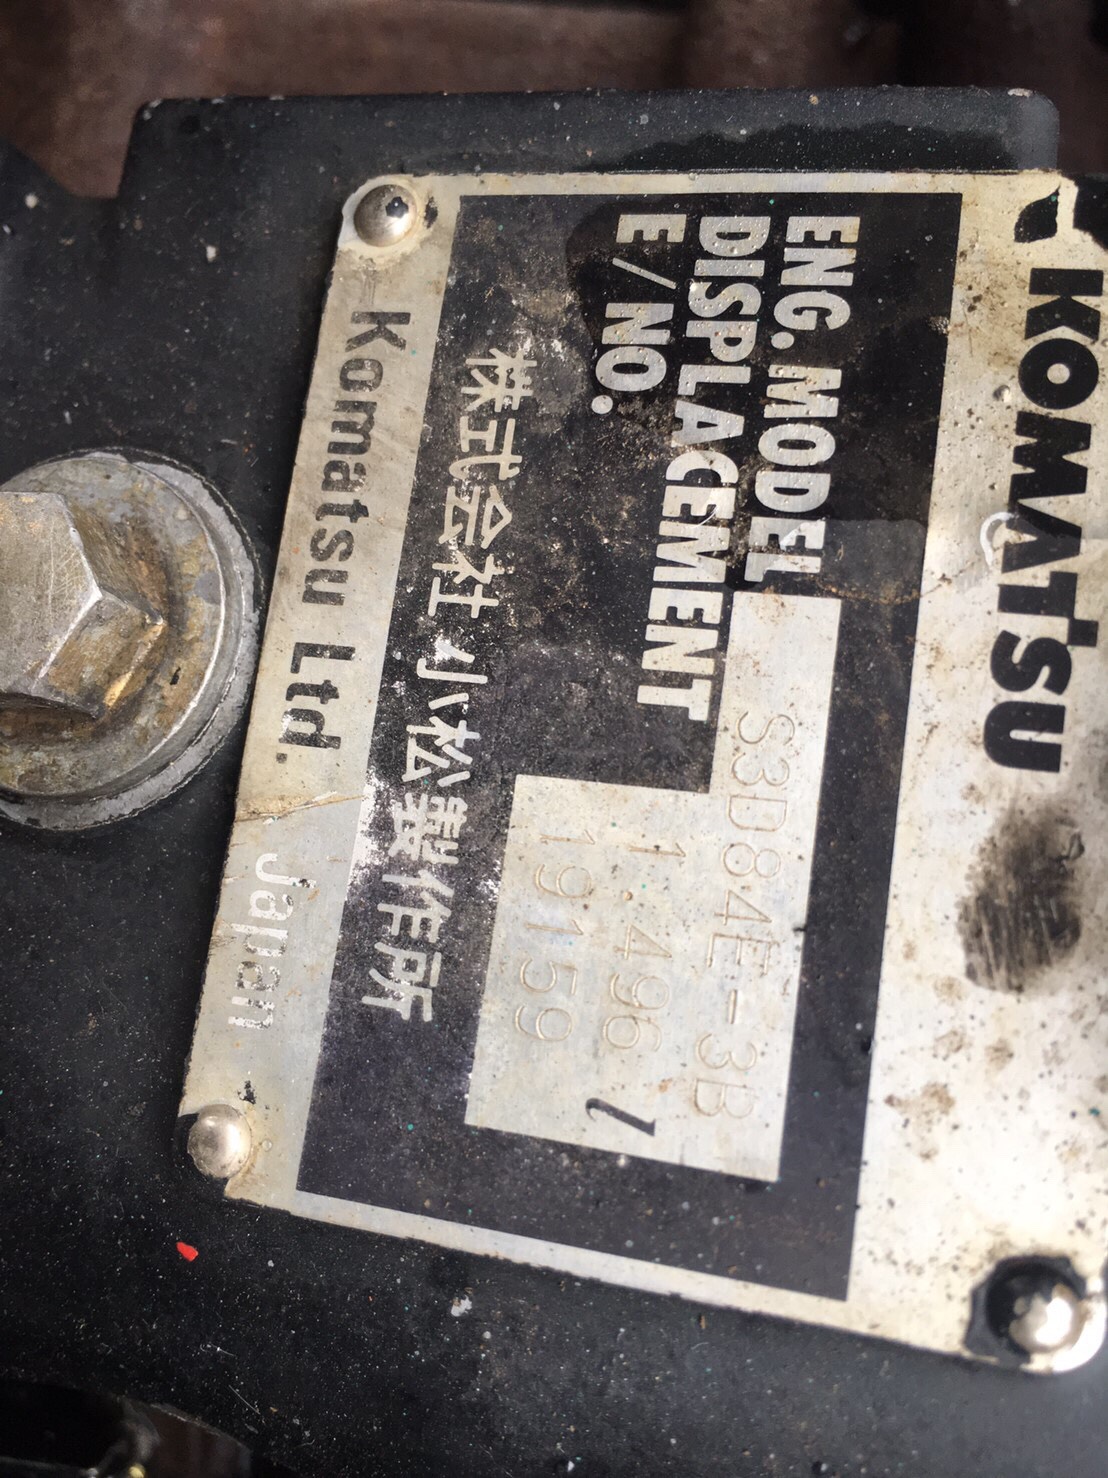 KOMATSU
ENG. MODEL S3D84E-3B
DISPLACEMENT 1.496 l
E / NO. 19159
株式会社 小松製作所
Komatsu Ltd. Japan